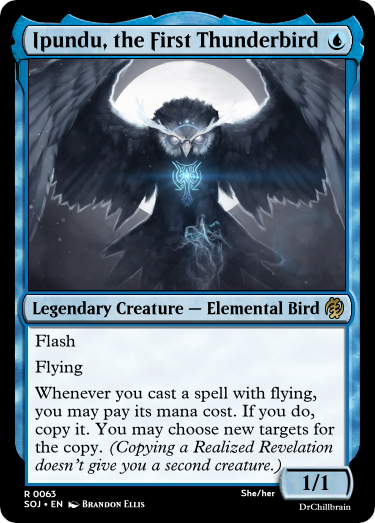 Ipundu, the First Thunderbird
Legendary Creature — Elemental Bird
Flash
Flying
Whenever you cast a spell with flying,
you may pay its mana cost. If you do,
copy it. You may choose new targets for
the copy. (Copying a Realized Revelation
doesn't give you a second creature.)
1/1
R 0063
She/her
SOJ • EN BRANDON ELLIS
DrChillbrain